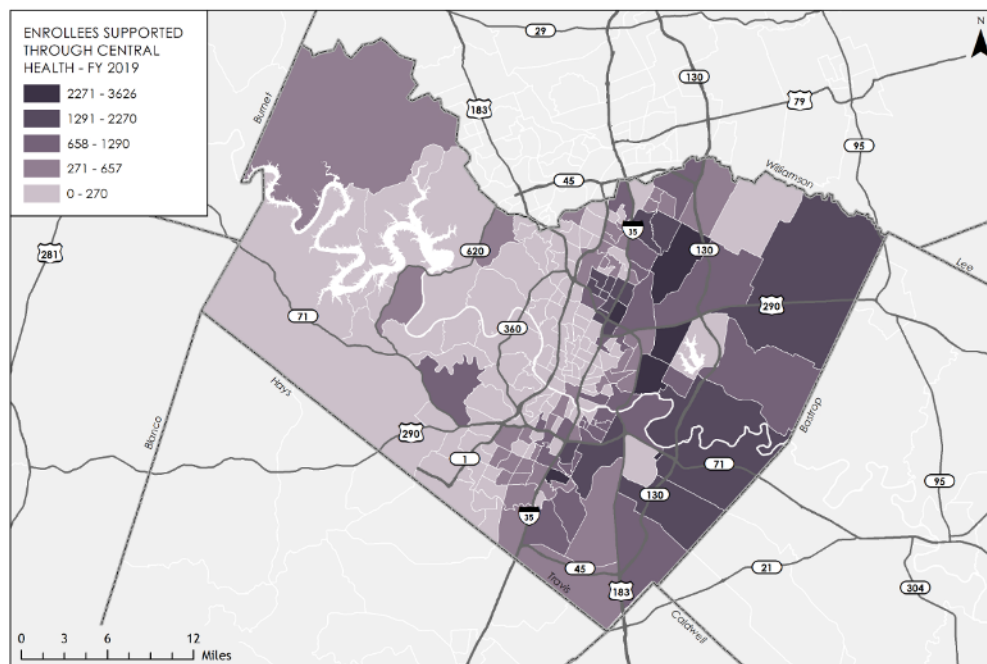 ENROLLEES SUPPORTED
THROUGH CENTRAL
HEALTH - FY 2019
2271 - 3626
1291 - 2270
658 - 1290
271 - 657
0 - 270
N
29
130
183
79
95
Burnet
Williamson
45
35
620
130
281
Lee
290
71
360
Hays
Bastrop
Blanco
290
1
71
130
95
35
45
21
Travis
183
304
Caldwell
0 3 6 12
Miles